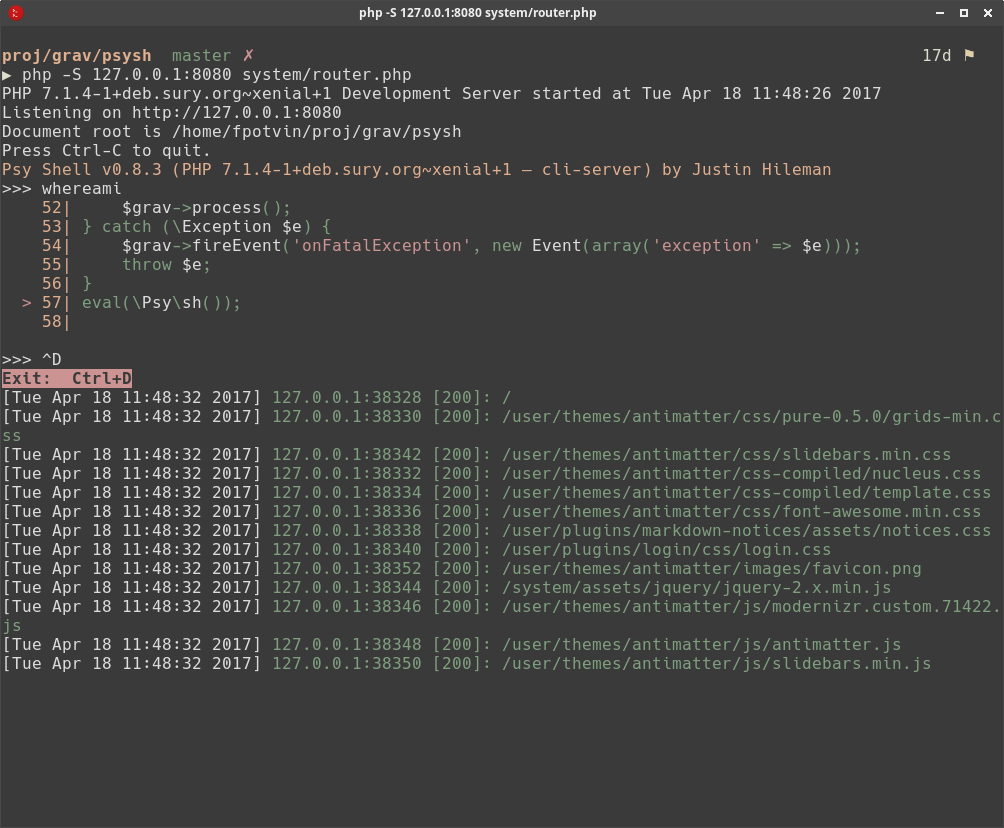 php -S 127.0.0.1:8080 system/router.php
proj/grav/psysh  master ✗ 17d ⚑
▶ php -S 127.0.0.1:8080 system/router.php
PHP 7.1.4-1+deb.sury.org~xenial+1 Development Server started at Tue Apr 18 11:48:26 2017
Listening on http://127.0.0.1:8080
Document root is /home/fpotvin/proj/grav/psysh
Press Ctrl-C to quit.
Psy Shell v0.8.3 (PHP 7.1.4-1+deb.sury.org~xenial+1 — cli-server) by Justin Hileman
>>> whereami
    52|     $grav->process();
    53| } catch (\Exception $e) {
    54|     $grav->fireEvent('onFatalException', new Event(array('exception' => $e)));
    55|     throw $e;
    56| }
  > 57| eval(\Psy\sh());
    58|
>>> ^D
Exit:  Ctrl+D
[Tue Apr 18 11:48:32 2017] 127.0.0.1:38328 [200]: /
[Tue Apr 18 11:48:32 2017] 127.0.0.1:38330 [200]: /user/themes/antimatter/css/pure-0.5.0/grids-min.c
ss
[Tue Apr 18 11:48:32 2017] 127.0.0.1:38342 [200]: /user/themes/antimatter/css/slidebars.min.css
[Tue Apr 18 11:48:32 2017] 127.0.0.1:38332 [200]: /user/themes/antimatter/css-compiled/nucleus.css
[Tue Apr 18 11:48:32 2017] 127.0.0.1:38334 [200]: /user/themes/antimatter/css-compiled/template.css
[Tue Apr 18 11:48:32 2017] 127.0.0.1:38336 [200]: /user/themes/antimatter/css/font-awesome.min.css
[Tue Apr 18 11:48:32 2017] 127.0.0.1:38338 [200]: /user/plugins/markdown-notices/assets/notices.css
[Tue Apr 18 11:48:32 2017] 127.0.0.1:38340 [200]: /user/plugins/login/css/login.css
[Tue Apr 18 11:48:32 2017] 127.0.0.1:38352 [200]: /user/themes/antimatter/images/favicon.png
[Tue Apr 18 11:48:32 2017] 127.0.0.1:38344 [200]: /system/assets/jquery/jquery-2.x.min.js
[Tue Apr 18 11:48:32 2017] 127.0.0.1:38346 [200]: /user/themes/antimatter/js/modernizr.custom.71422.
js
[Tue Apr 18 11:48:32 2017] 127.0.0.1:38348 [200]: /user/themes/antimatter/js/antimatter.js
[Tue Apr 18 11:48:32 2017] 127.0.0.1:38350 [200]: /user/themes/antimatter/js/slidebars.min.js